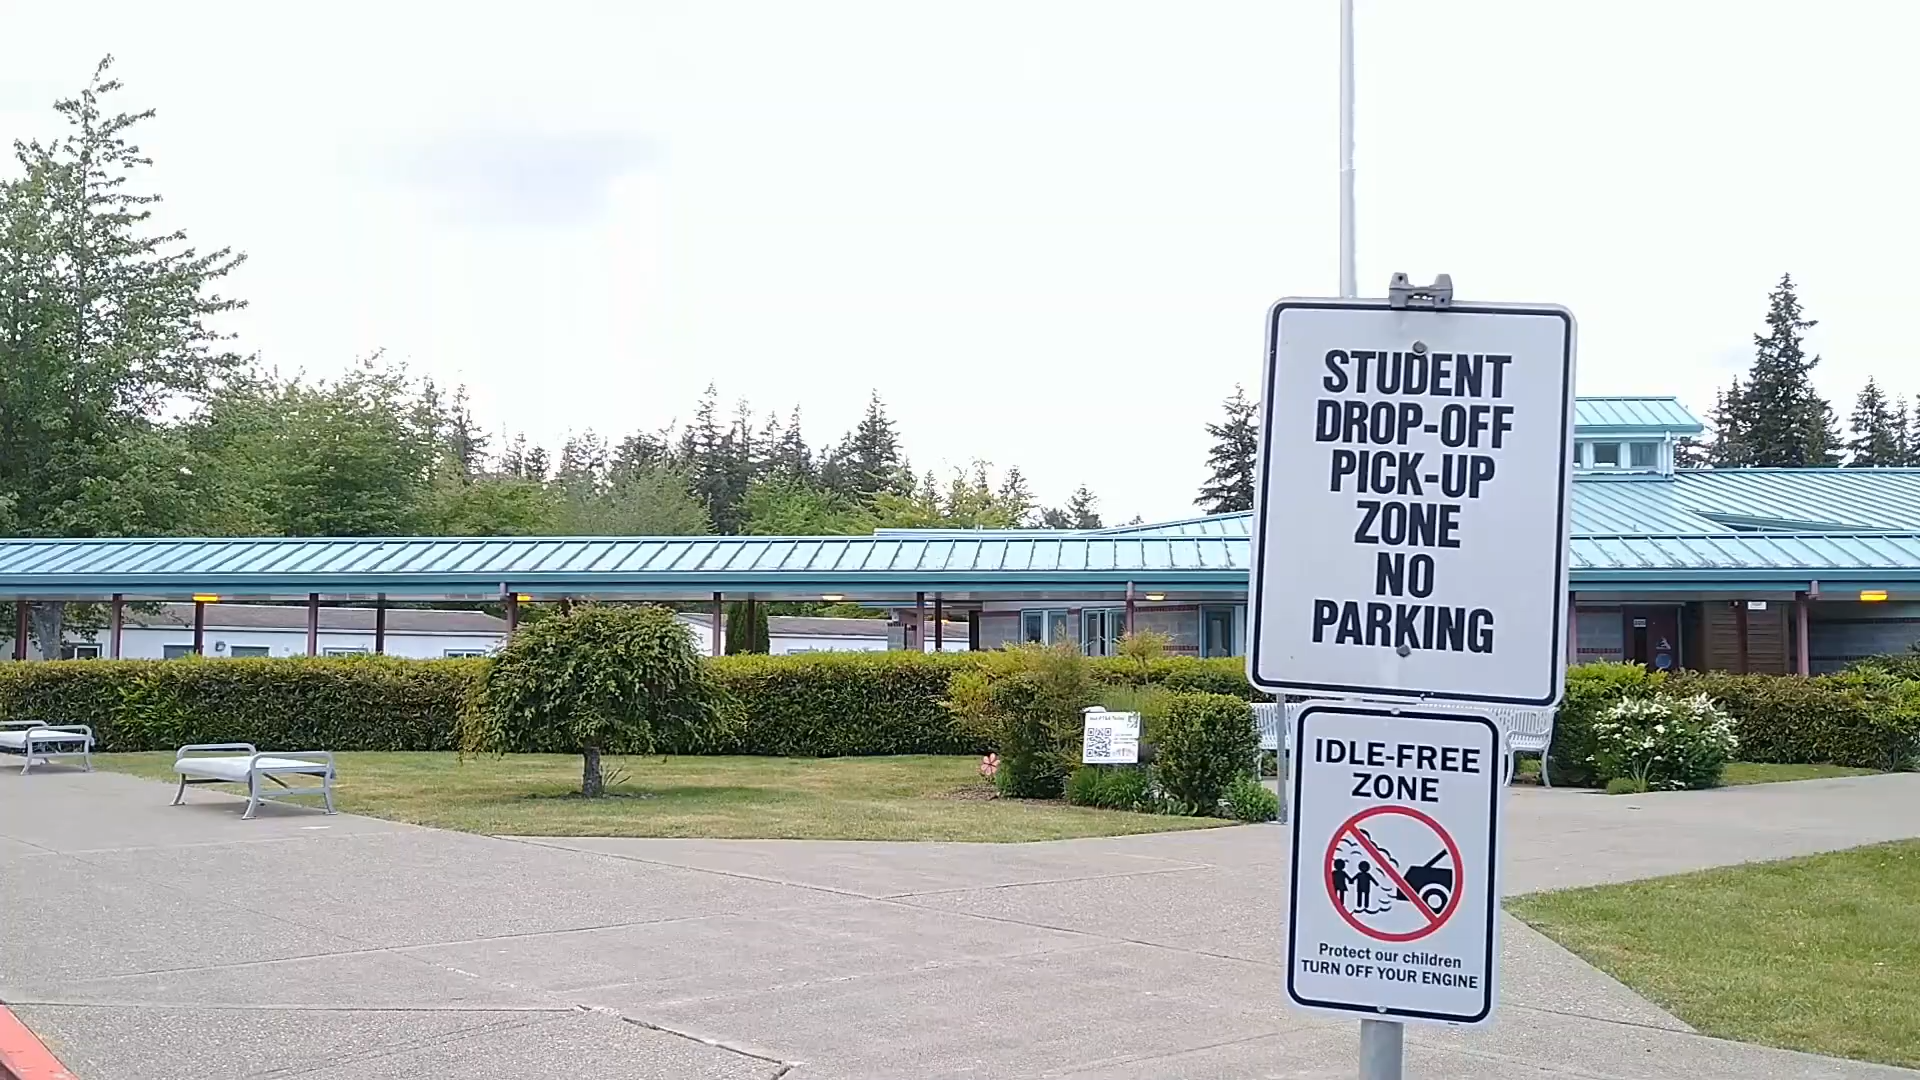 STUDENT
DROP-OFF
PICK-UP
ZONE
NO
PARKING
IDLE-FREE
ZONE
Protect our children
TURN OFF YOUR ENGINE